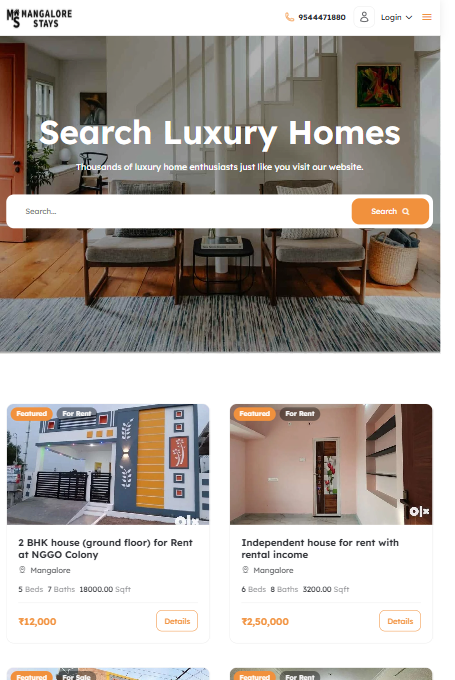 MS MANGALORE
STAYS
9544471880
Login
Search Luxury Homes
Thousands of luxury home enthusiasts just like you visit our website.
Search...
Search
Featured For Rent
OLX
2 BHK house (ground floor) for Rent
at NGGO Colony
Mangalore
5 Beds 7 Baths 18000.00 Sqft
₹12,000
Details
Featured For Rent
OLX
Independent house for rent with
rental income
Mangalore
6 Beds 8 Baths 3200.00 Sqft
₹2,50,000
Details
Featured For Sale
Featured For Rent